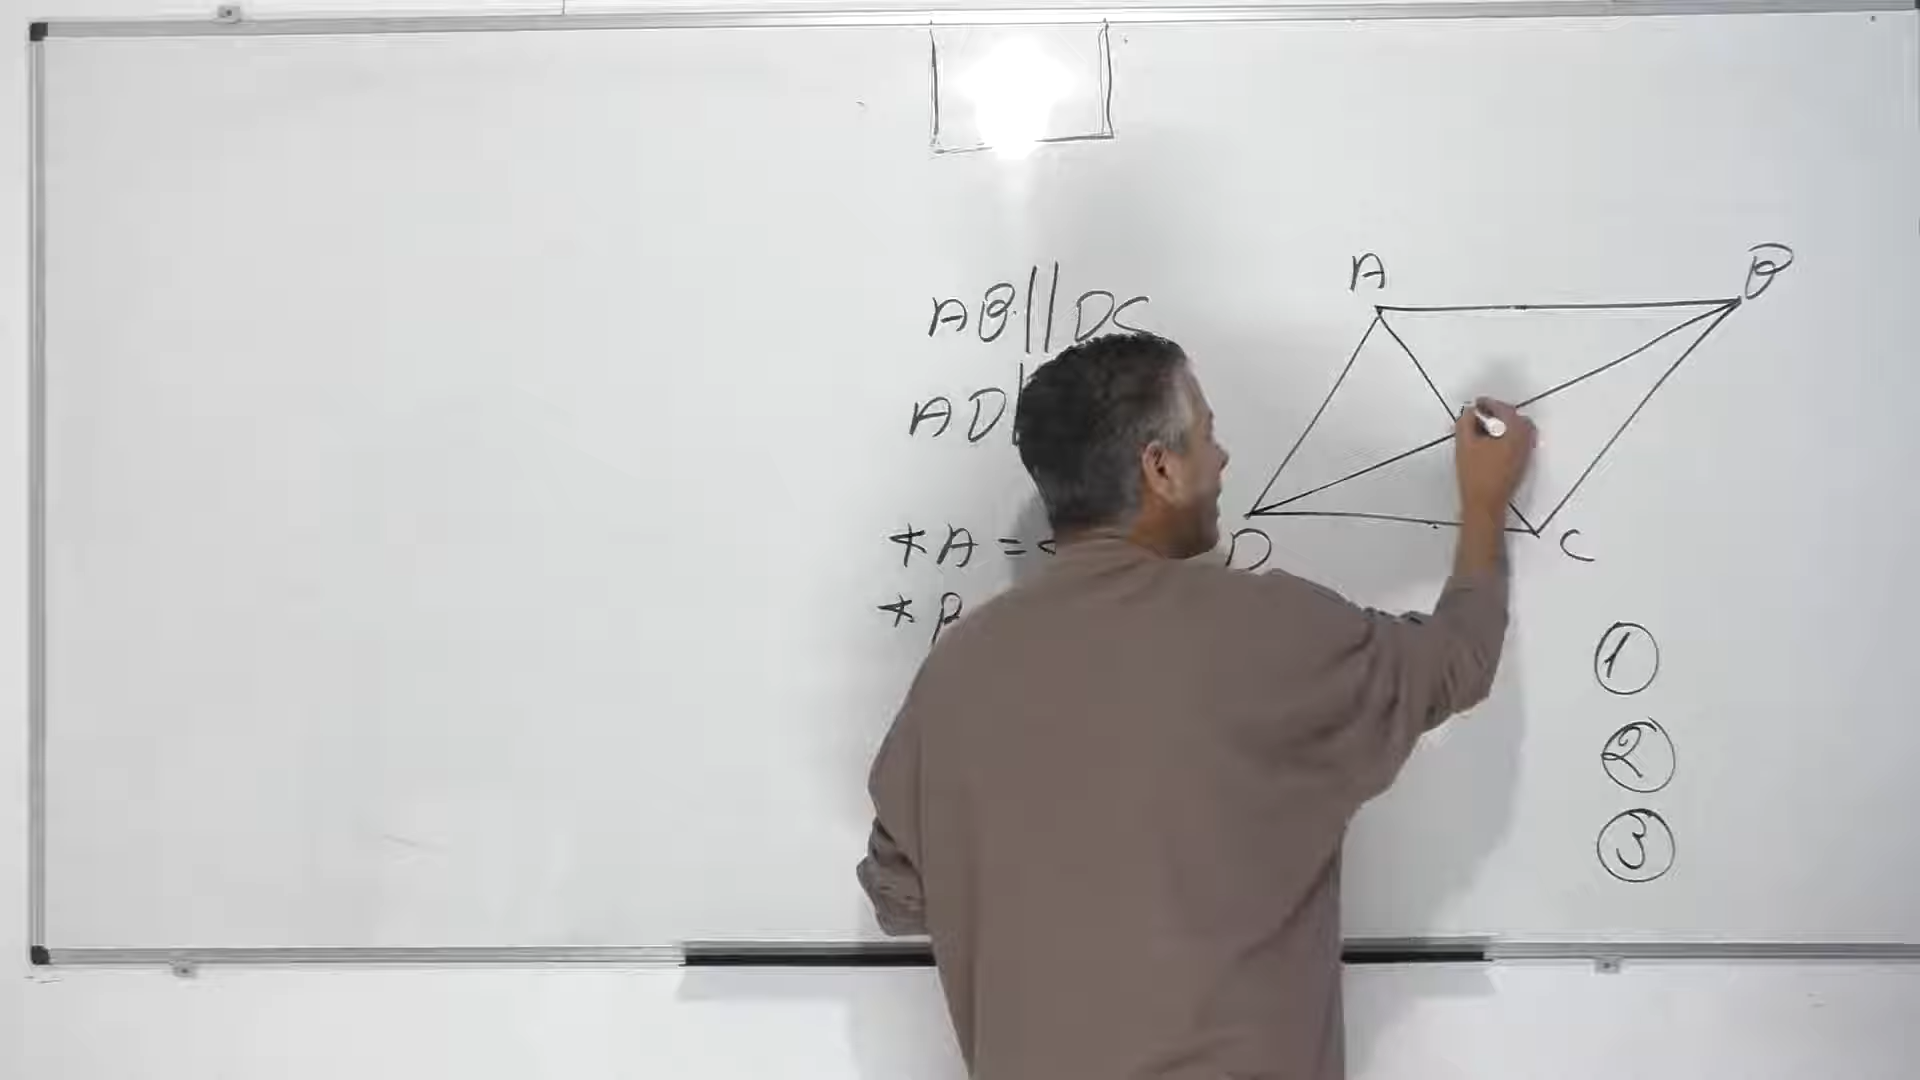 A B
AB || DC
AD
D C
* A =
*
①
②
③